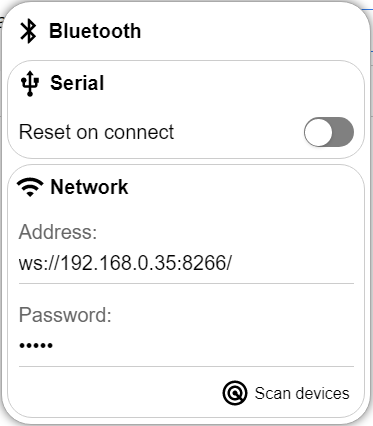 Bluetooth
Serial
Reset on connect
Network
Address:
ws://192.168.0.35:8266/
Password:
•••••
Scan devices